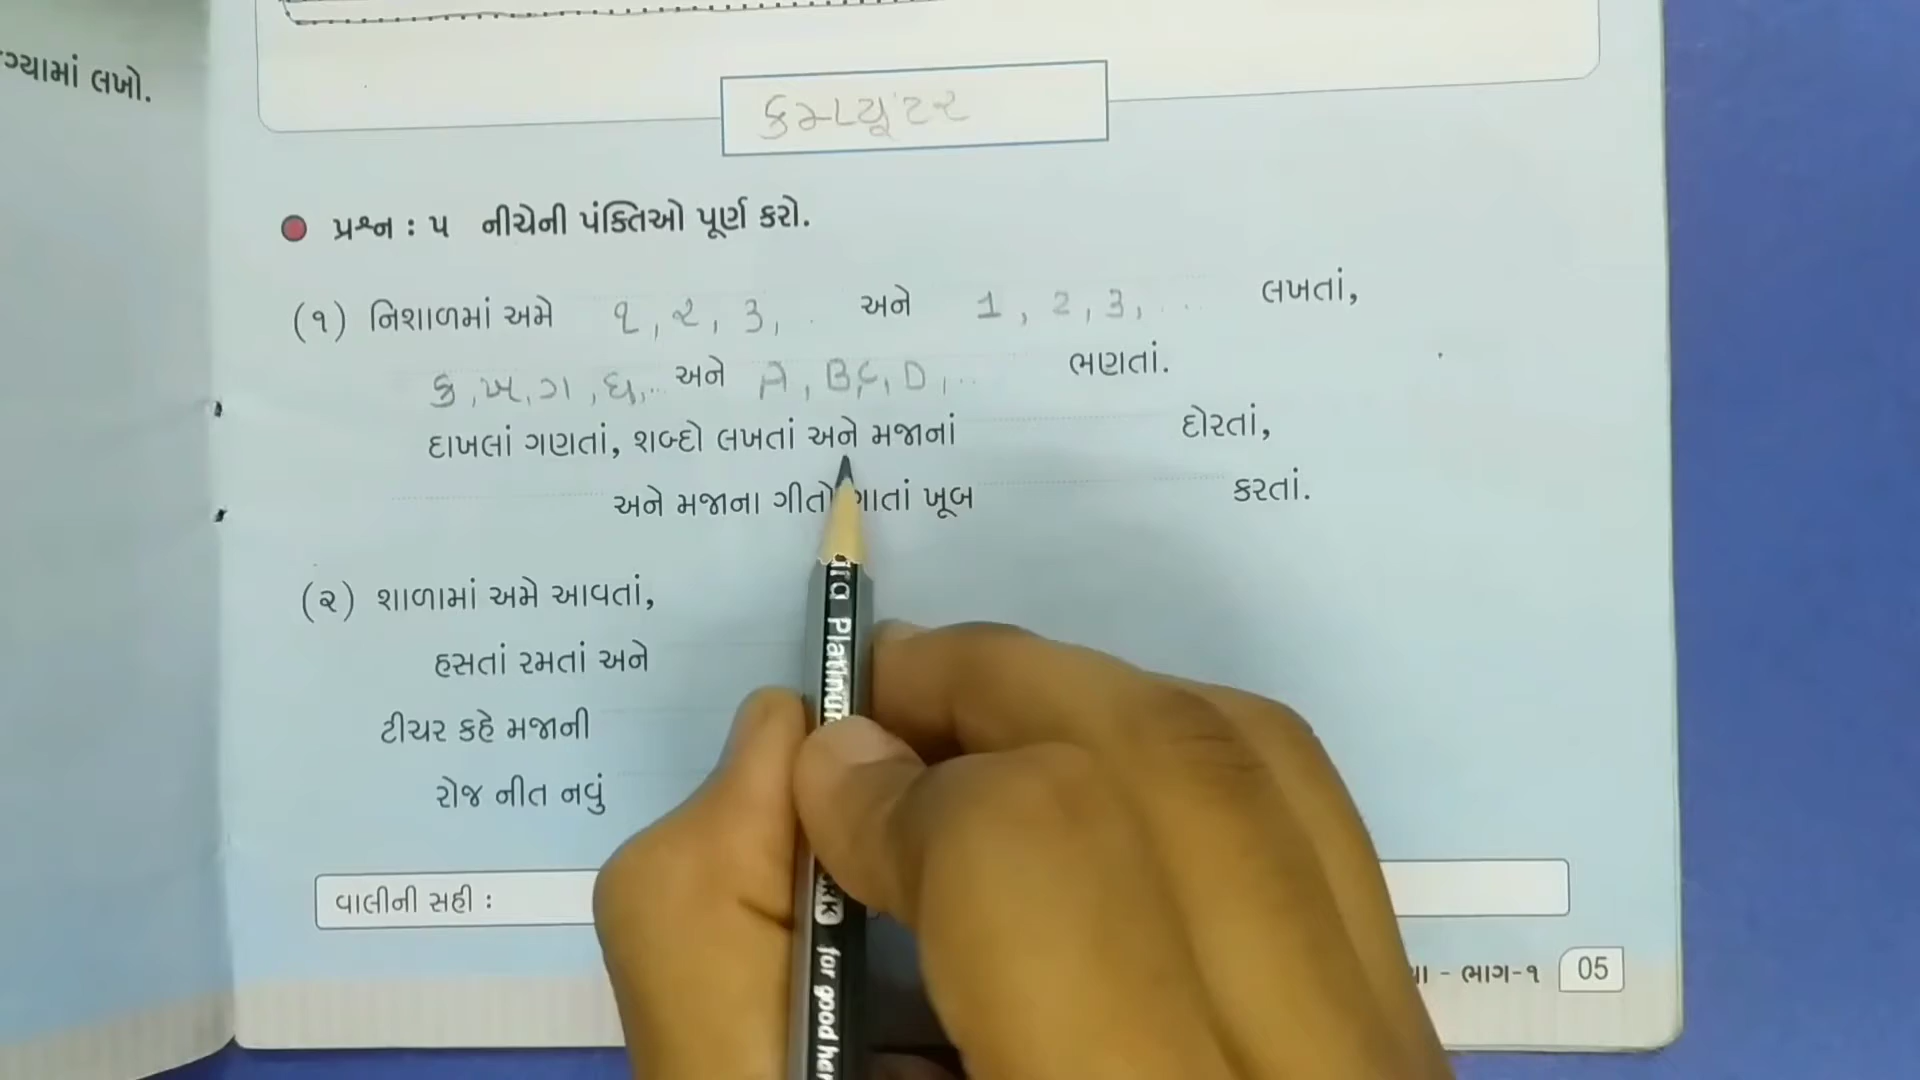 લખો.
કમ્પ્યૂટર
પ્રશ્ન : ૫ નીચેની પંક્તિઓ પૂર્ણ કરો.
(૧) નિશાળમાં અમે ૧, ૨, ૩, .. અને 1, 2, 3, ... લખતાં,
ક, ખ, ગ, ઘ, .. અને A, B, C, D, .. ભણતાં.
દાખલાં ગણતાં, શબ્દો લખતાં અને મજાનાં દોરતાં,
અને મજાના ગીતો ગાતાં ખૂબ કરતાં.
(૨) શાળામાં અમે આવતાં,
હસતાં રમતાં અને
ટીચર કહે મજાની
રોજ નીત નવું
વાલીની સહી :
- ભાગ-૧ 05
Platinum
for good